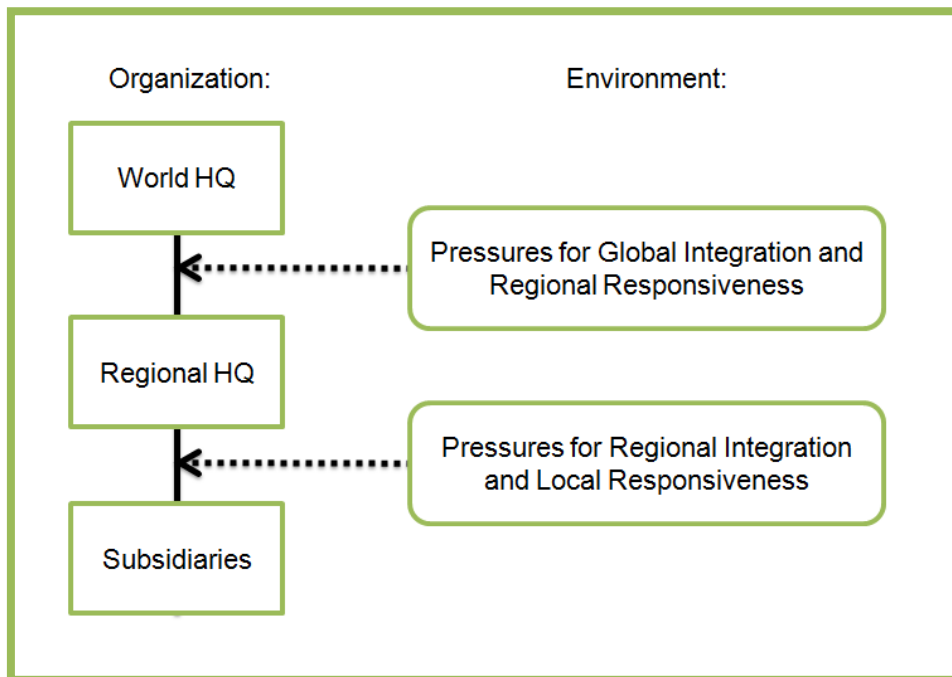 Organization:
Environment:
World HQ
Pressures for Global Integration and
Regional Responsiveness
Regional HQ
Pressures for Regional Integration
and Local Responsiveness
Subsidiaries